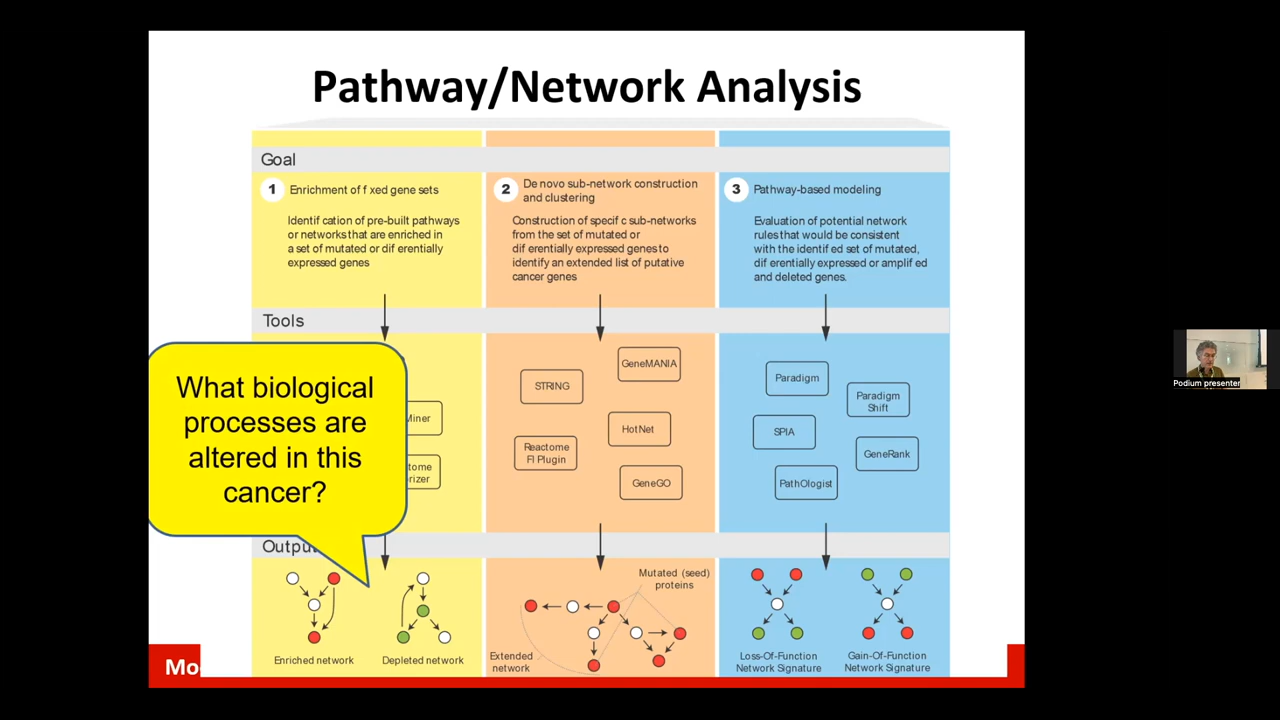 Pathway/Network Analysis
Goal
1 Enrichment of f xed gene sets
Identif cation of pre-built pathways
or networks that are enriched in
a set of mutated or dif erentially
expressed genes
2 De novo sub-network construction
and clustering
Construction of specif c sub-networks
from the set of mutated or
dif erentially expressed genes to
identify an extended list of putative
cancer genes
3 Pathway-based modeling
Evaluation of potential network
rules that would be consistent
with the identif ed set of mutated,
dif erentially expressed or amplif ed
and deleted genes.
Tools
What biological
processes are
altered in this
cancer?
Miner
tome
rizer
STRING
GeneMANIA
HotNet
Reactome
FI Plugin
GeneGO
Paradigm
Paradigm
Shift
SPIA
GeneRank
PathOlogist
Output
Enriched network
Depleted network
Mutated (seed)
proteins
Extended
network
Loss-Of-Function
Network Signature
Gain-Of-Function
Network Signature
Mo
Podium presenter